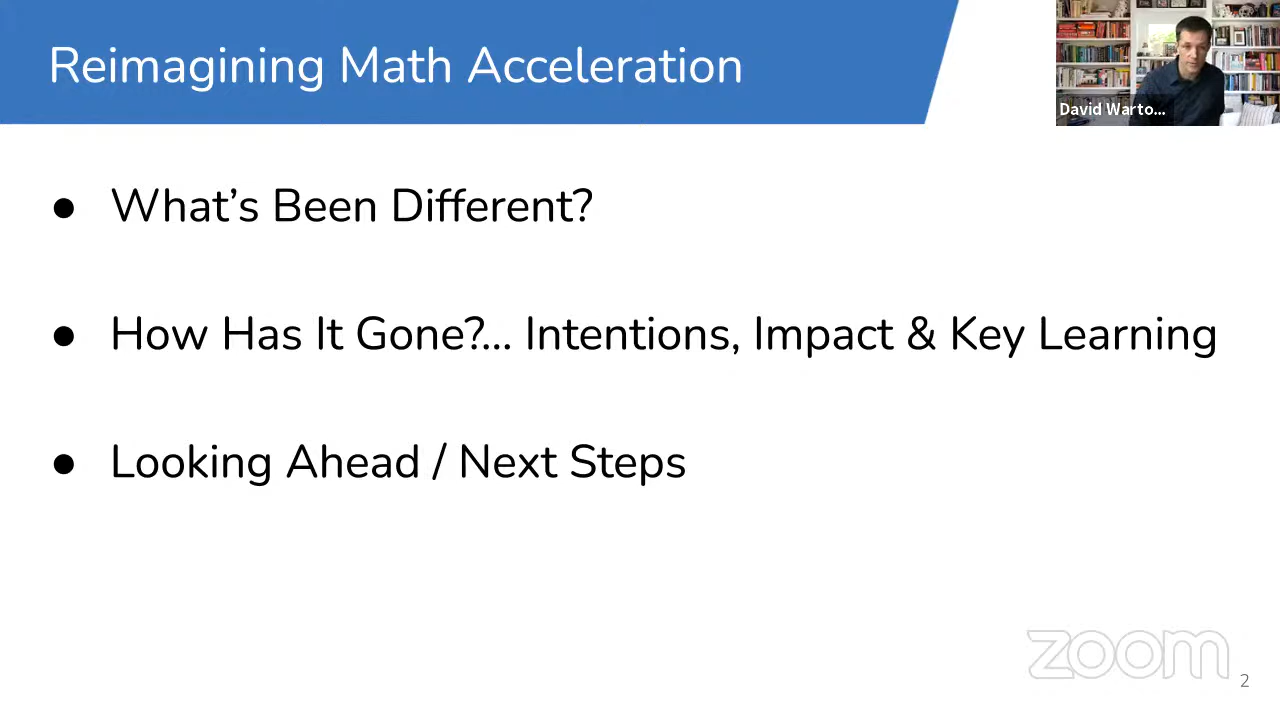 Reimagining Math Acceleration
David Warto...
● What’s Been Different?
● How Has It Gone?... Intentions, Impact & Key Learning
● Looking Ahead / Next Steps
zoom
2